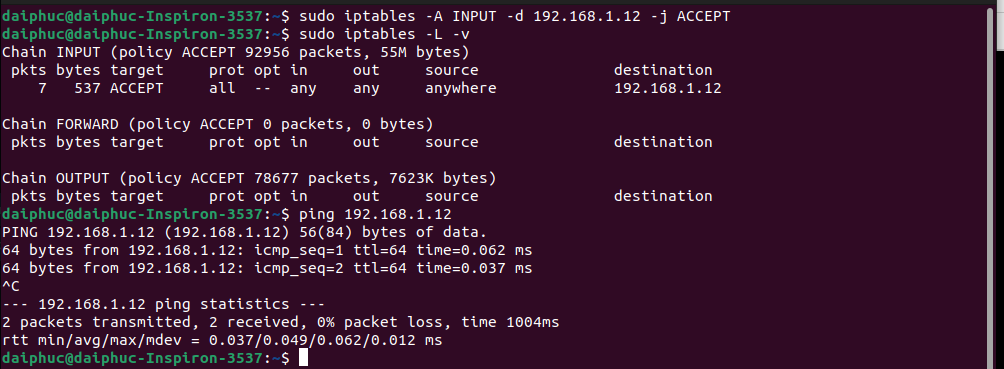 daiphuc@daiphuc-Inspiron-3537:~$ sudo iptables -A INPUT -d 192.168.1.12 -j ACCEPT
daiphuc@daiphuc-Inspiron-3537:~$ sudo iptables -L -v
Chain INPUT (policy ACCEPT 92956 packets, 55M bytes)
 pkts bytes target     prot opt in     out     source               destination
    7   537 ACCEPT     all  --  any    any     anywhere             192.168.1.12

Chain FORWARD (policy ACCEPT 0 packets, 0 bytes)
 pkts bytes target     prot opt in     out     source               destination

Chain OUTPUT (policy ACCEPT 78677 packets, 7623K bytes)
 pkts bytes target     prot opt in     out     source               destination
daiphuc@daiphuc-Inspiron-3537:~$ ping 192.168.1.12
PING 192.168.1.12 (192.168.1.12) 56(84) bytes of data.
64 bytes from 192.168.1.12: icmp_seq=1 ttl=64 time=0.062 ms
64 bytes from 192.168.1.12: icmp_seq=2 ttl=64 time=0.037 ms
^C
--- 192.168.1.12 ping statistics ---
2 packets transmitted, 2 received, 0% packet loss, time 1004ms
rtt min/avg/max/mdev = 0.037/0.049/0.062/0.012 ms
daiphuc@daiphuc-Inspiron-3537:~$